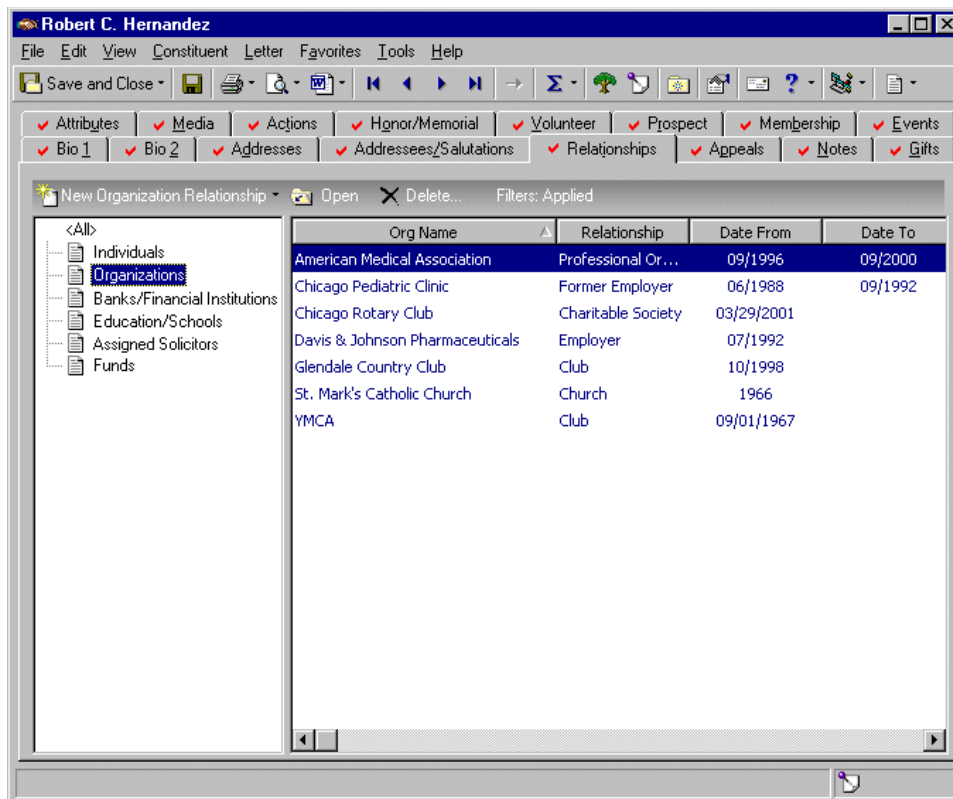 Robert C. Hernandez
File Edit View Constituent Letter Favorites Tools Help
Save and Close
Attributes Media Actions Honor/Memorial Volunteer Prospect Membership Events
Bio 1 Bio 2 Addresses Addressees/Salutations Relationships Appeals Notes Gifts
New Organization Relationship Open Delete... Filters: Applied
<All>
Individuals
Organizations
Banks/Financial Institutions
Education/Schools
Assigned Solicitors
Funds
Org Name Relationship Date From Date To
American Medical Association Professional Or... 09/1996 09/2000
Chicago Pediatric Clinic Former Employer 06/1988 09/1992
Chicago Rotary Club Charitable Society 03/29/2001
Davis & Johnson Pharmaceuticals Employer 07/1992
Glendale Country Club Club 10/1998
St. Mark's Catholic Church Church 1966
YMCA Club 09/01/1967